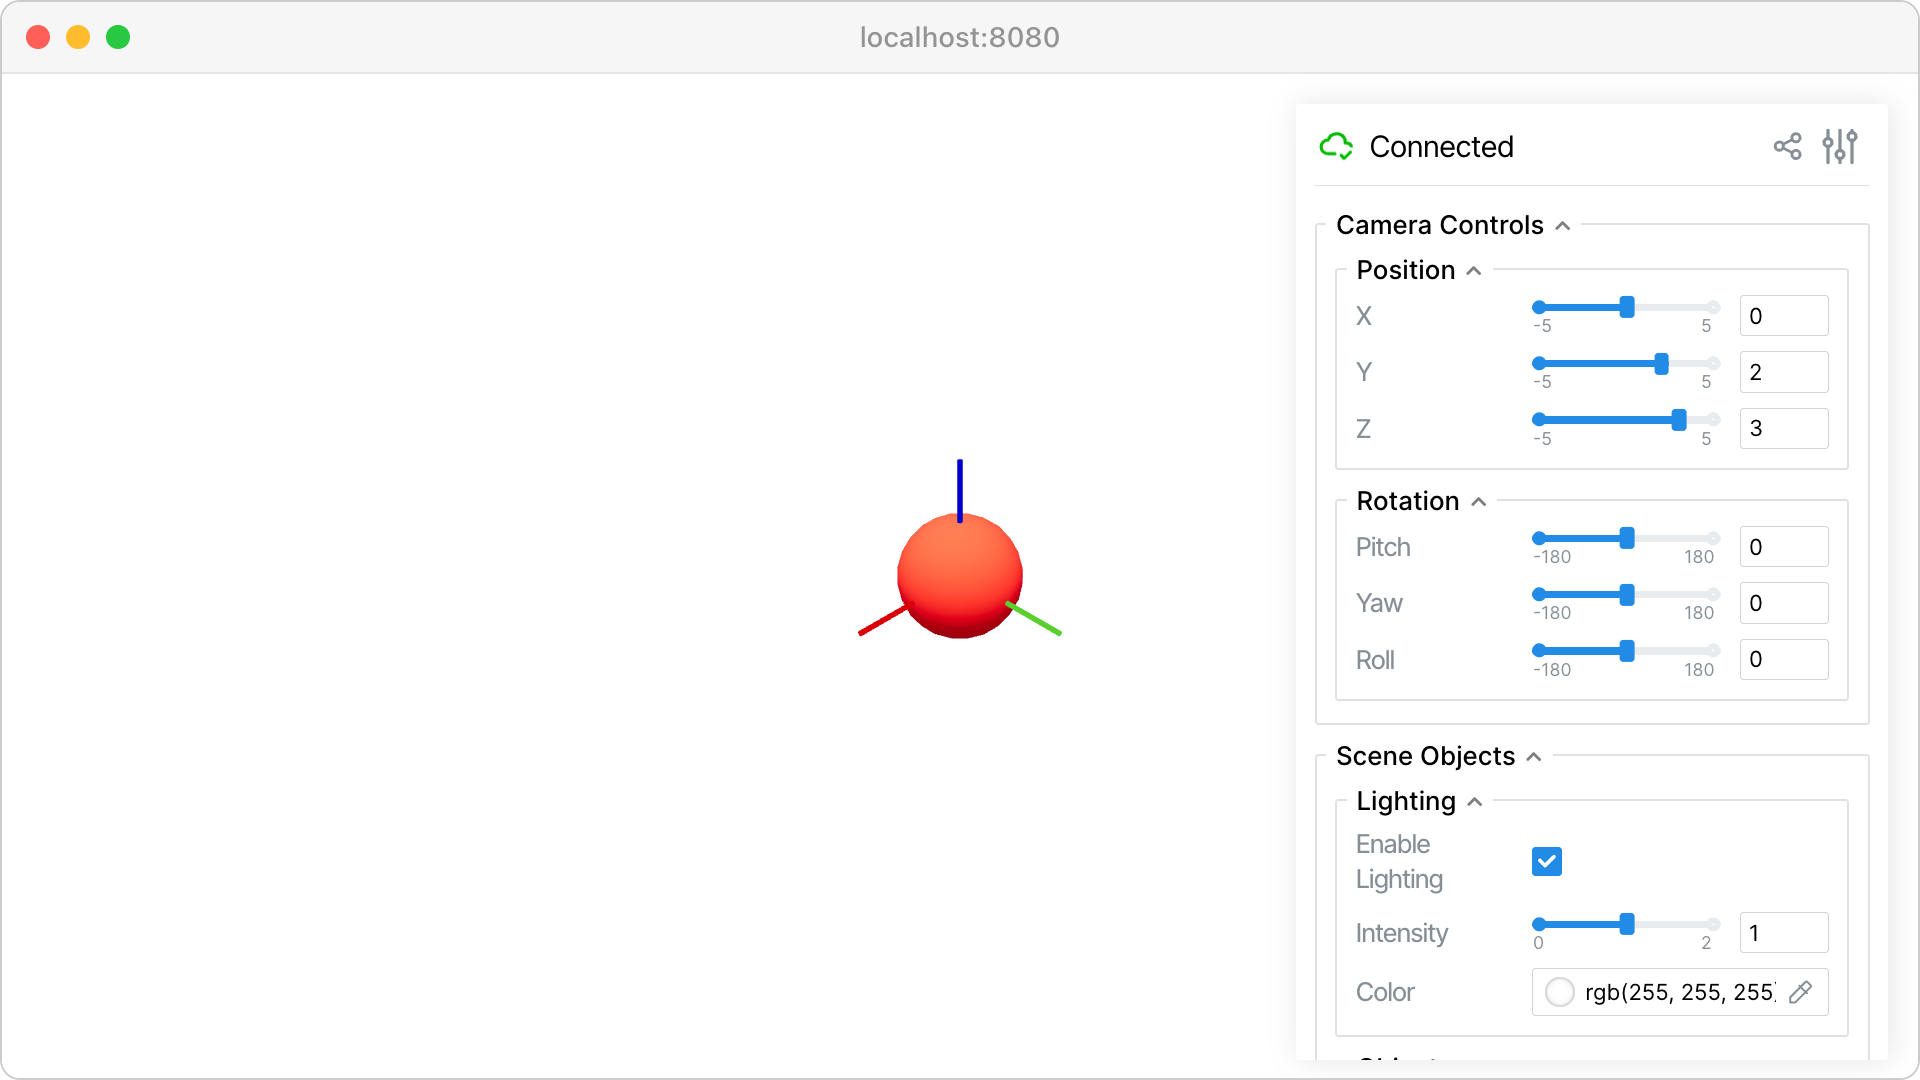 localhost:8080
Connected
Camera Controls
Position
X -5 5 0
Y -5 5 2
Z -5 5 3
Rotation
Pitch -180 180 0
Yaw -180 180 0
Roll -180 180 0
Scene Objects
Lighting
Enable
Lighting
Intensity 0 2 1
Color rgb(255, 255, 255)